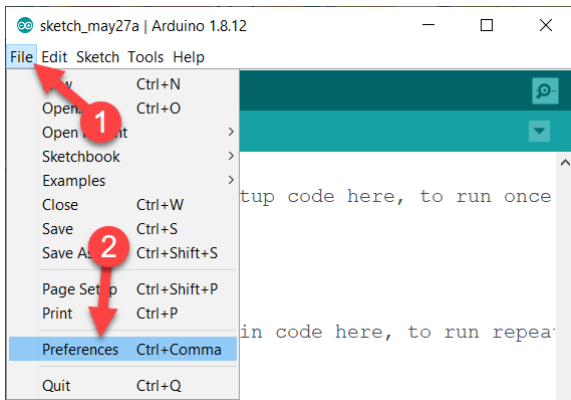 sketch_may27a | Arduino 1.8.12
File Edit Sketch Tools Help
Ctrl+N
Open. Ctrl+O
1
Open
Sketchbook
Examples
tup code here, to run once
Close Ctrl+W
Save Ctrl+S
2
Save As Ctrl+Shift+S
Page Setup Ctrl+Shift+P
Print Ctrl+P
in code here, to run repea
Preferences Ctrl+Comma
Quit Ctrl+Q